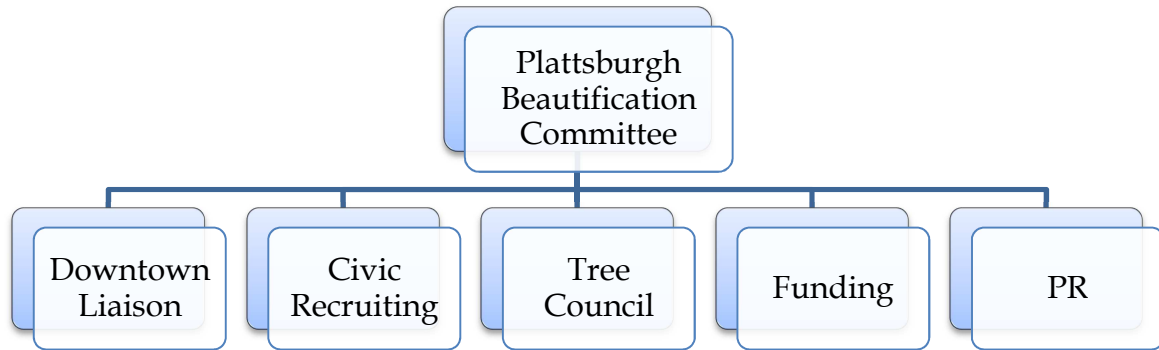 Plattsburgh
Beautification
Committee
Downtown
Liaison
Civic
Recruiting
Tree
Council
Funding
PR